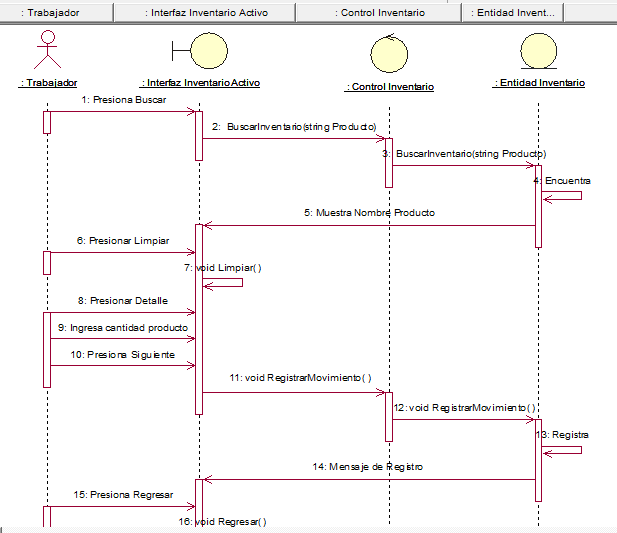 : Trabajador
: Interfaz Inventario Activo
: Control Inventario
: Entidad Invent...
: Trabajador
: Interfaz Inventario Activo
: Control Inventario
: Entidad Inventario
1: Presiona Buscar
2: BuscarInventario(string Producto)
3: BuscarInventario(string Producto)
4: Encuentra
5: Muestra Nombre Producto
6: Presionar Limpiar
7: void Limpiar( )
8: Presionar Detalle
9: Ingresa cantidad producto
10: Presiona Siguiente
11: void RegistrarMovimiento( )
12: void RegistrarMovimiento( )
13: Registra
14: Mensaje de Registro
15: Presiona Regresar
16: void Regresar( )